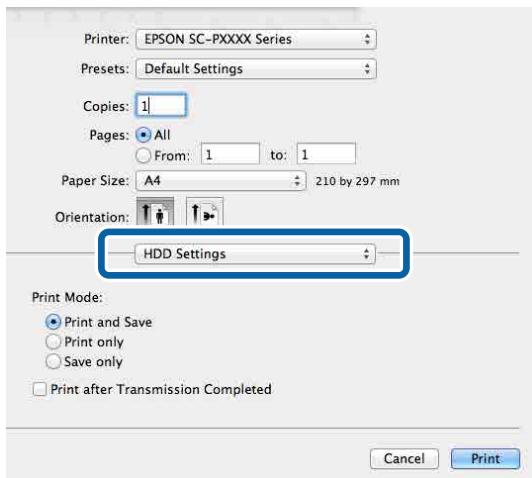 Printer: EPSON SC-PXXXX Series
Presets: Default Settings
Copies: 1
Pages: All
From: 1 to: 1
Paper Size: A4 210 by 297 mm
Orientation:
HDD Settings
Print Mode:
Print and Save
Print only
Save only
Print after Transmission Completed
Cancel Print